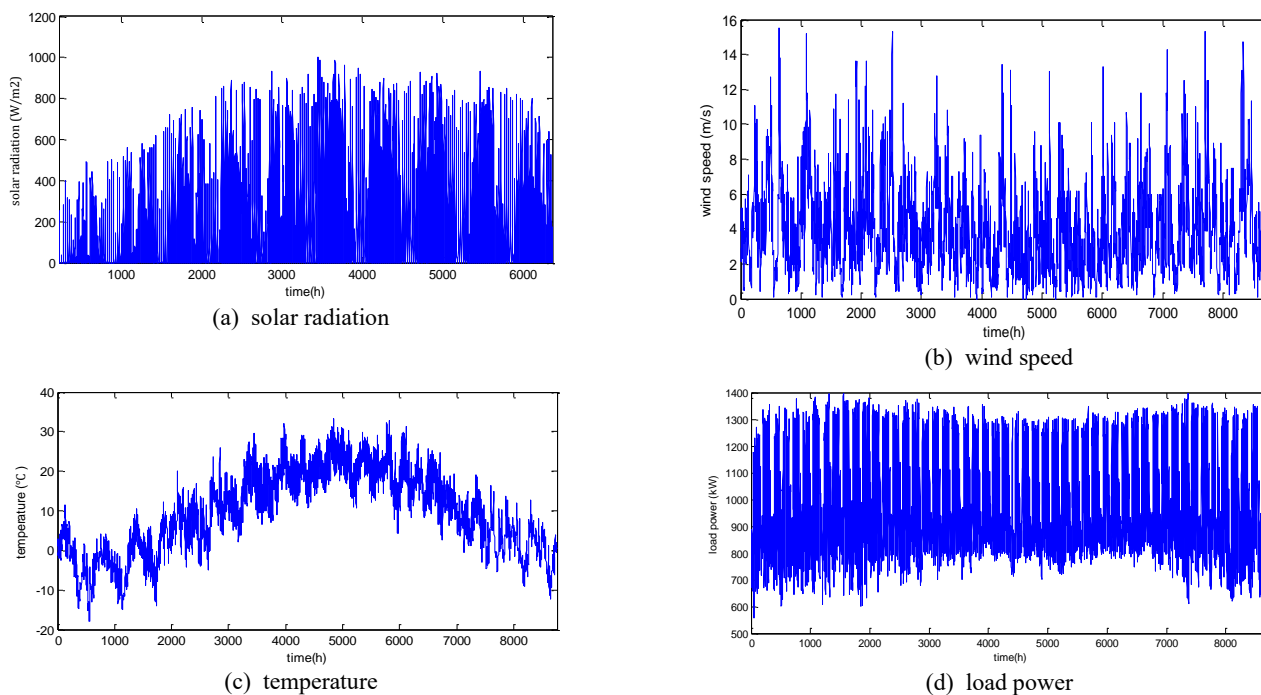 1200
1000
800
600
400
200
0
solar radiation (W/m2)
1000 2000 3000 4000 5000 6000
time(h)
(a) solar radiation
16
14
12
10
8
6
4
2
0
wind speed (m/s)
0 1000 2000 3000 4000 5000 6000 7000 8000
time(h)
(b) wind speed
40
30
20
10
0
-10
-20
temperature (℃)
0 1000 2000 3000 4000 5000 6000 7000 8000
time(h)
(c) temperature
1400
1300
1200
1100
1000
900
800
700
600
500
load power (kW)
0 1000 2000 3000 4000 5000 6000 7000 8000
time(h)
(d) load power